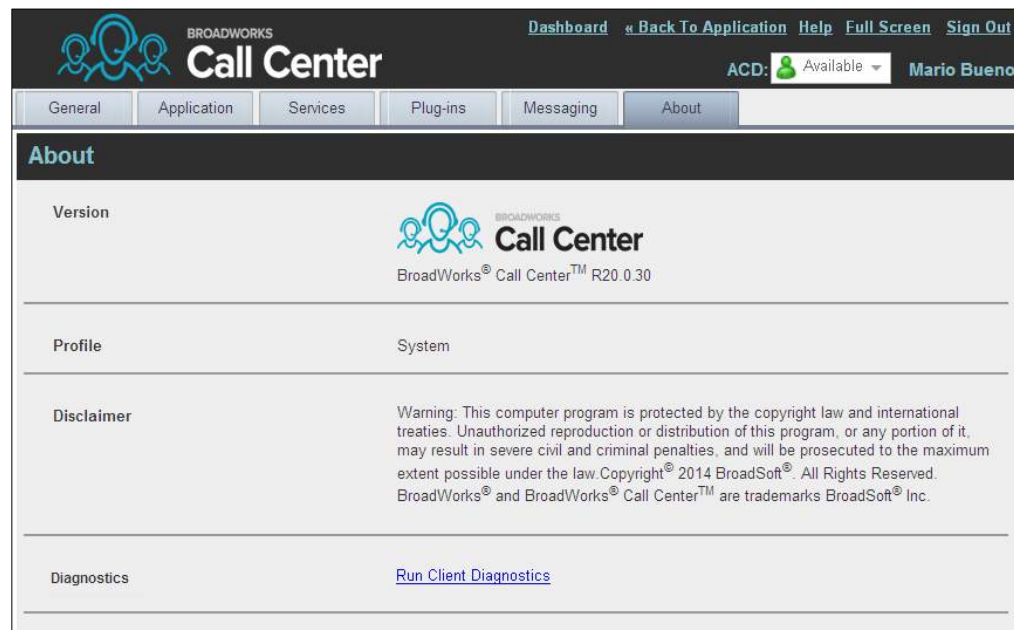 BROADWORKS
Call Center
Dashboard « Back To Application Help Full Screen Sign Out
ACD: Available Mario Bueno
General Application Services Plug-ins Messaging About
About
Version
BROADWORKS
Call Center
BroadWorks® Call Center™ R20.0.30
Profile System
Disclaimer
Warning: This computer program is protected by the copyright law and international
treaties. Unauthorized reproduction or distribution of this program, or any portion of it,
may result in severe civil and criminal penalties, and will be prosecuted to the maximum
extent possible under the law.Copyright® 2014 BroadSoft®. All Rights Reserved.
BroadWorks® and BroadWorks® Call Center™ are trademarks BroadSoft® Inc.
Diagnostics Run Client Diagnostics